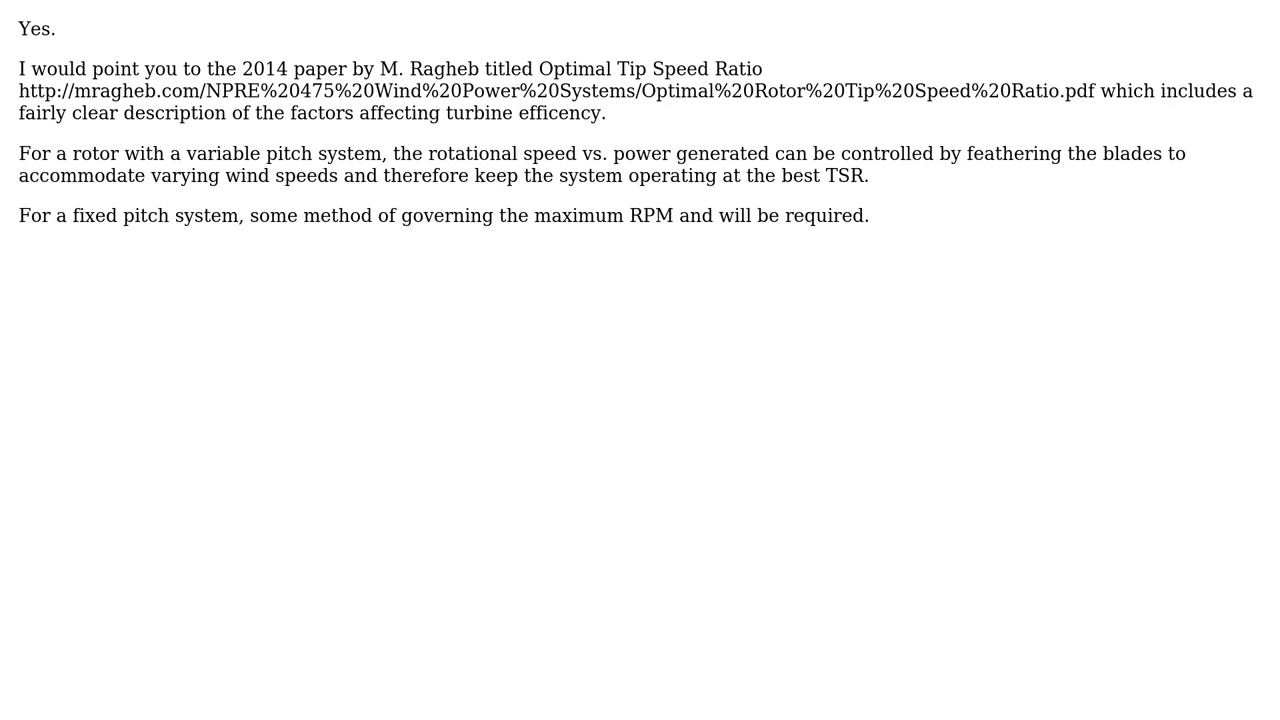 Yes.
I would point you to the 2014 paper by M. Ragheb titled Optimal Tip Speed Ratio
http://mragheb.com/NPRE%20475%20Wind%20Power%20Systems/Optimal%20Rotor%20Tip%20Speed%20Ratio.pdf which includes a
fairly clear description of the factors affecting turbine efficency.
For a rotor with a variable pitch system, the rotational speed vs. power generated can be controlled by feathering the blades to
accommodate varying wind speeds and therefore keep the system operating at the best TSR.
For a fixed pitch system, some method of governing the maximum RPM and will be required.